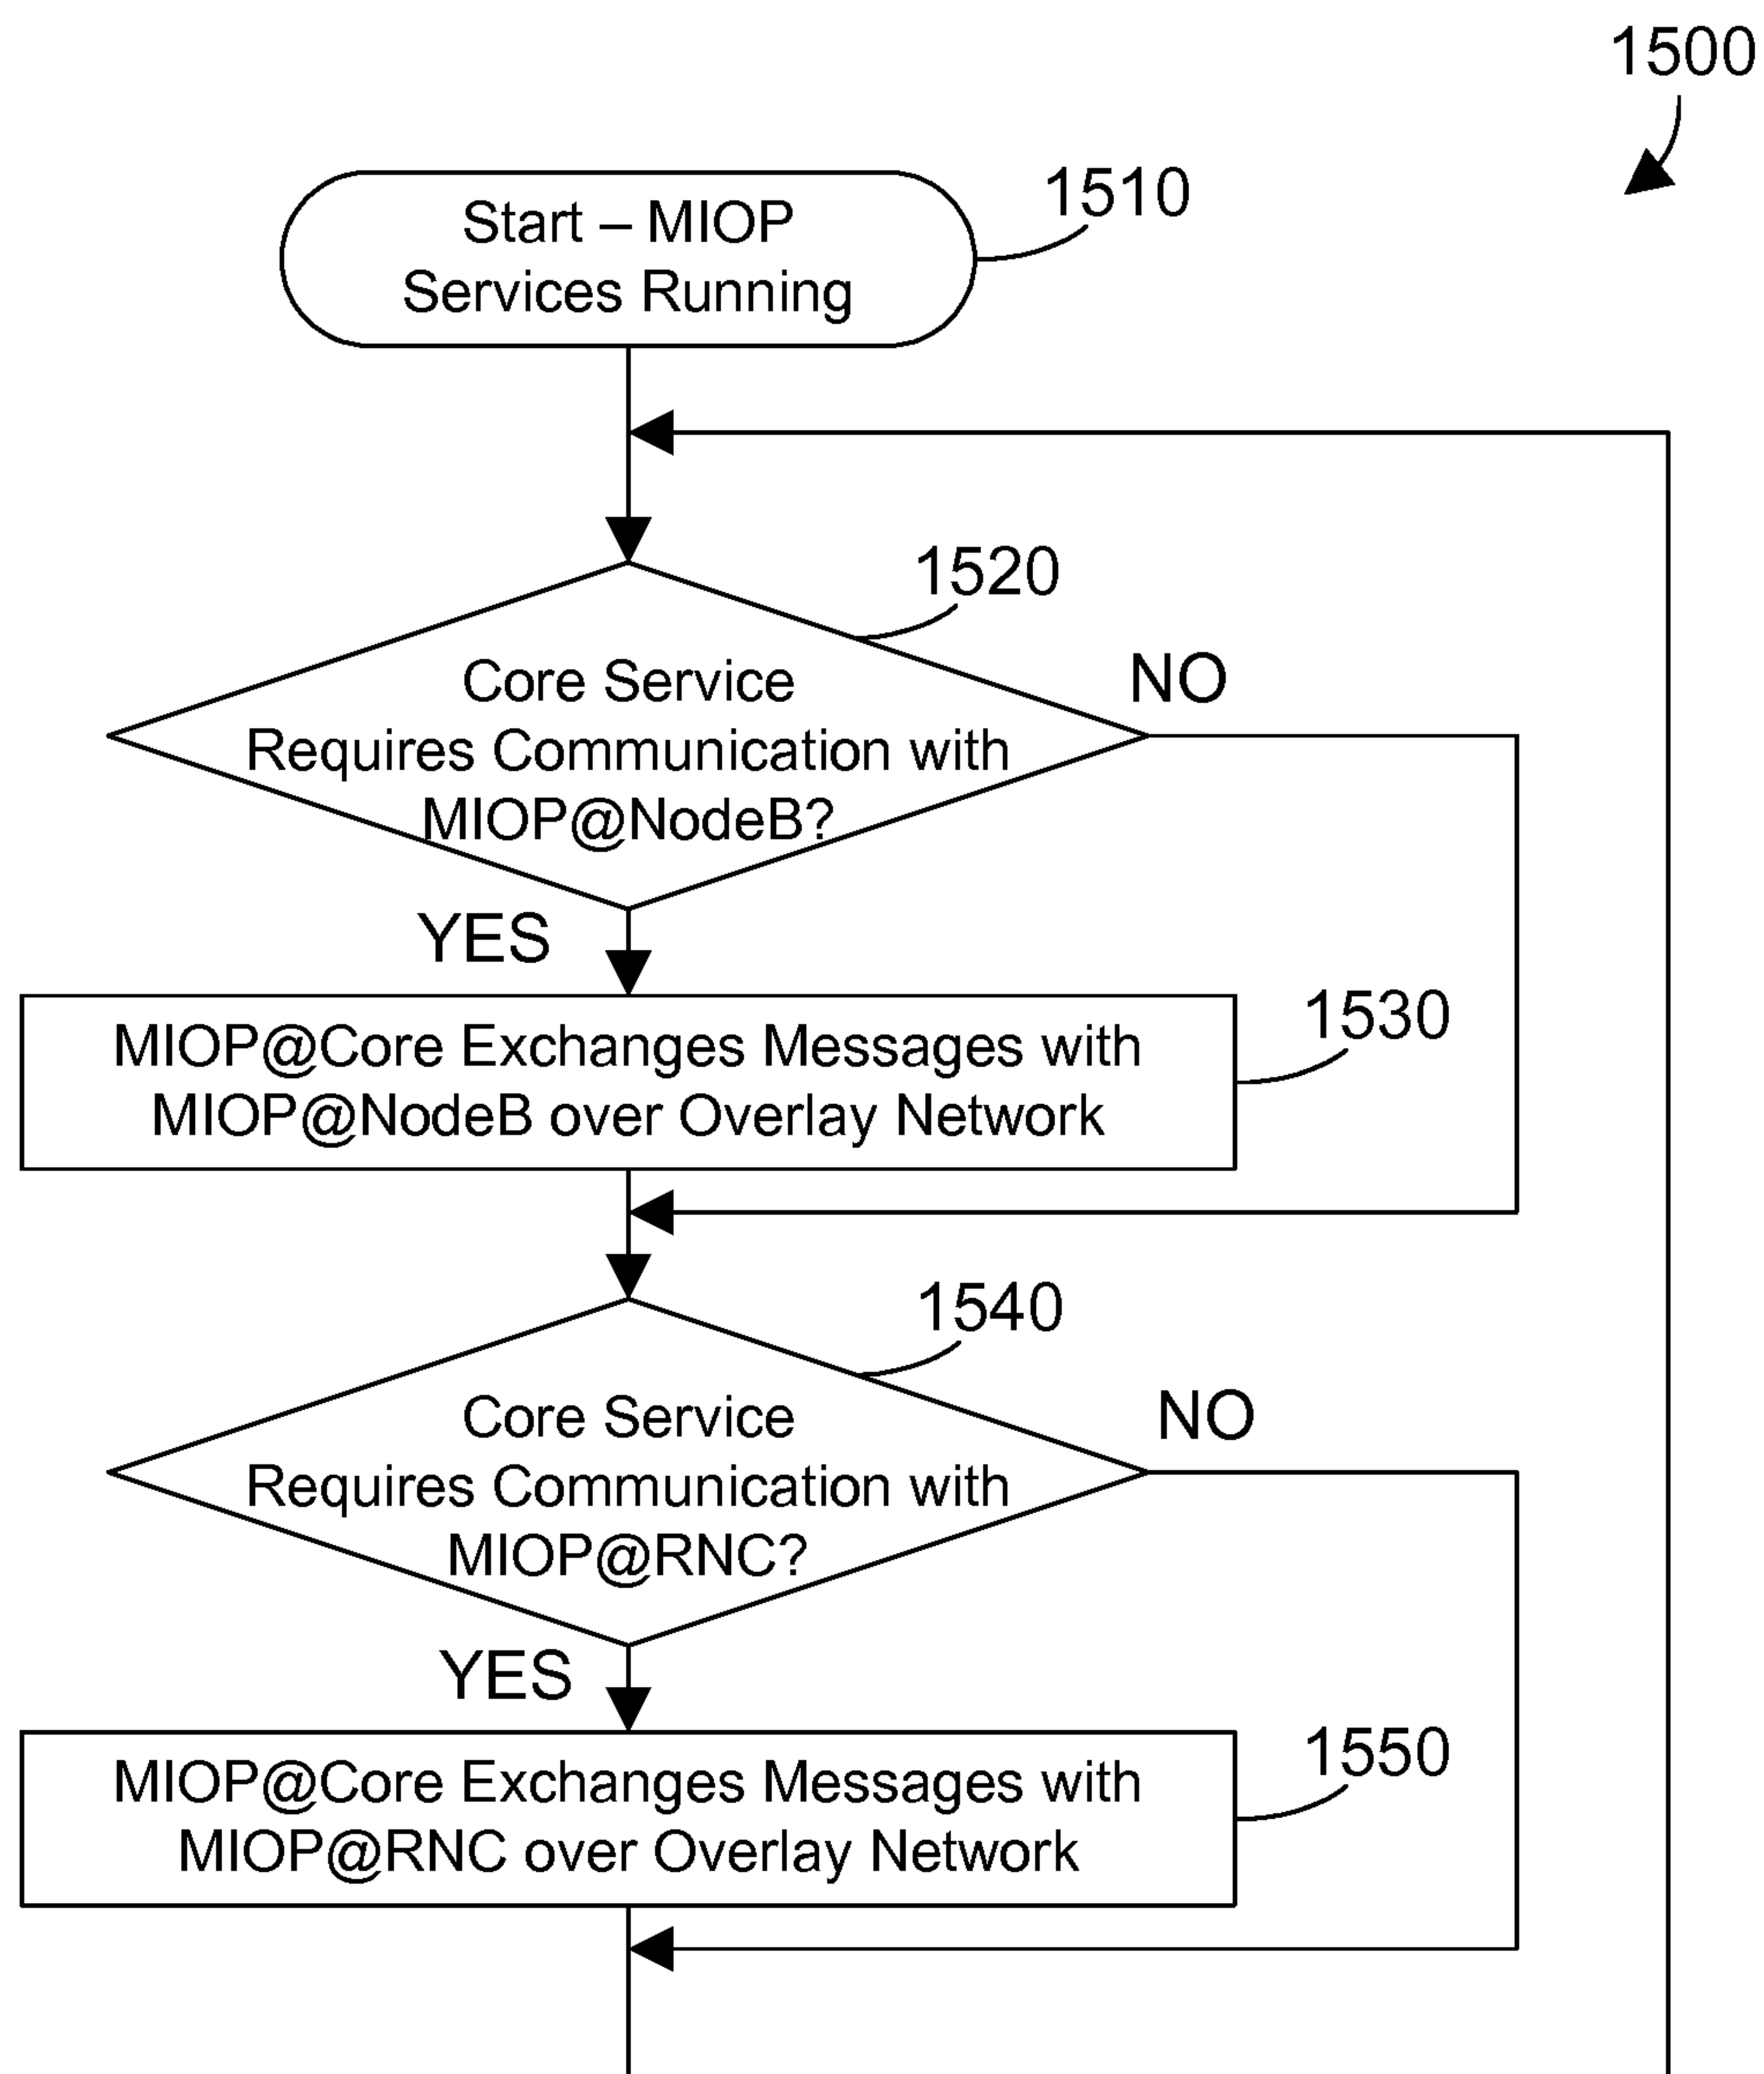 1500
1510
Start – MIOP
Services Running
1520
Core Service
Requires Communication with
MIOP@NodeB?
NO
YES
1530
MIOP@Core Exchanges Messages with
MIOP@NodeB over Overlay Network
1540
Core Service
Requires Communication with
MIOP@RNC?
NO
YES
1550
MIOP@Core Exchanges Messages with
MIOP@RNC over Overlay Network